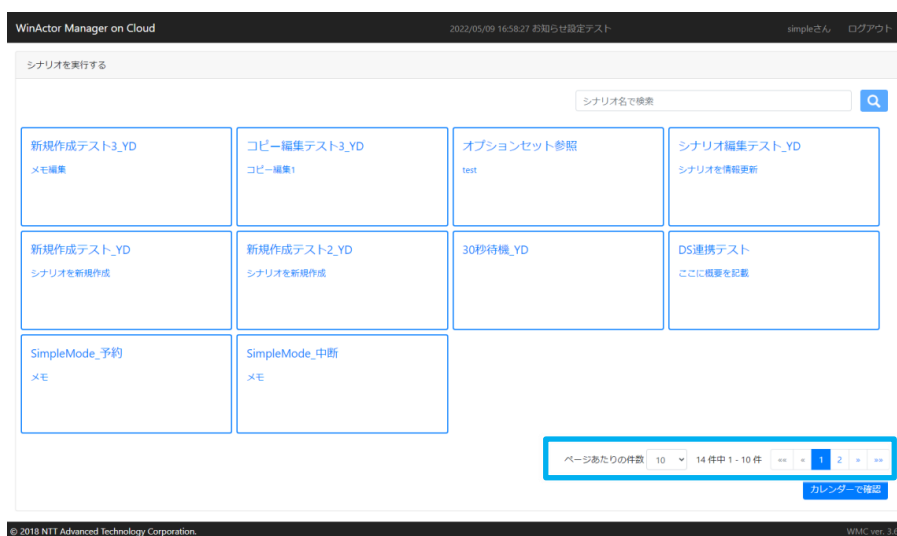 WinActor Manager on Cloud 2022/05/09 16:58:27 お知らせ設定テスト simpleさん ログアウト
シナリオを実行する
シナリオ名で検索
新規作成テスト3_YD コピー編集テスト3_YD オプションセット参照 シナリオ編集テスト_YD
メモ編集 コピー編集1 test シナリオを情報更新
新規作成テスト_YD 新規作成テスト2_YD 30秒待機_YD DS連携テスト
シナリオを新規作成 シナリオを新規作成 ここに概要を記載
SimpleMode_予約 SimpleMode_中断
メモ メモ
ページあたりの件数 10 14 件中 1 - 10 件 «« « 1 2 » »»
カレンダーで確認
© 2018 NTT Advanced Technology Corporation. WMC ver. 3.6